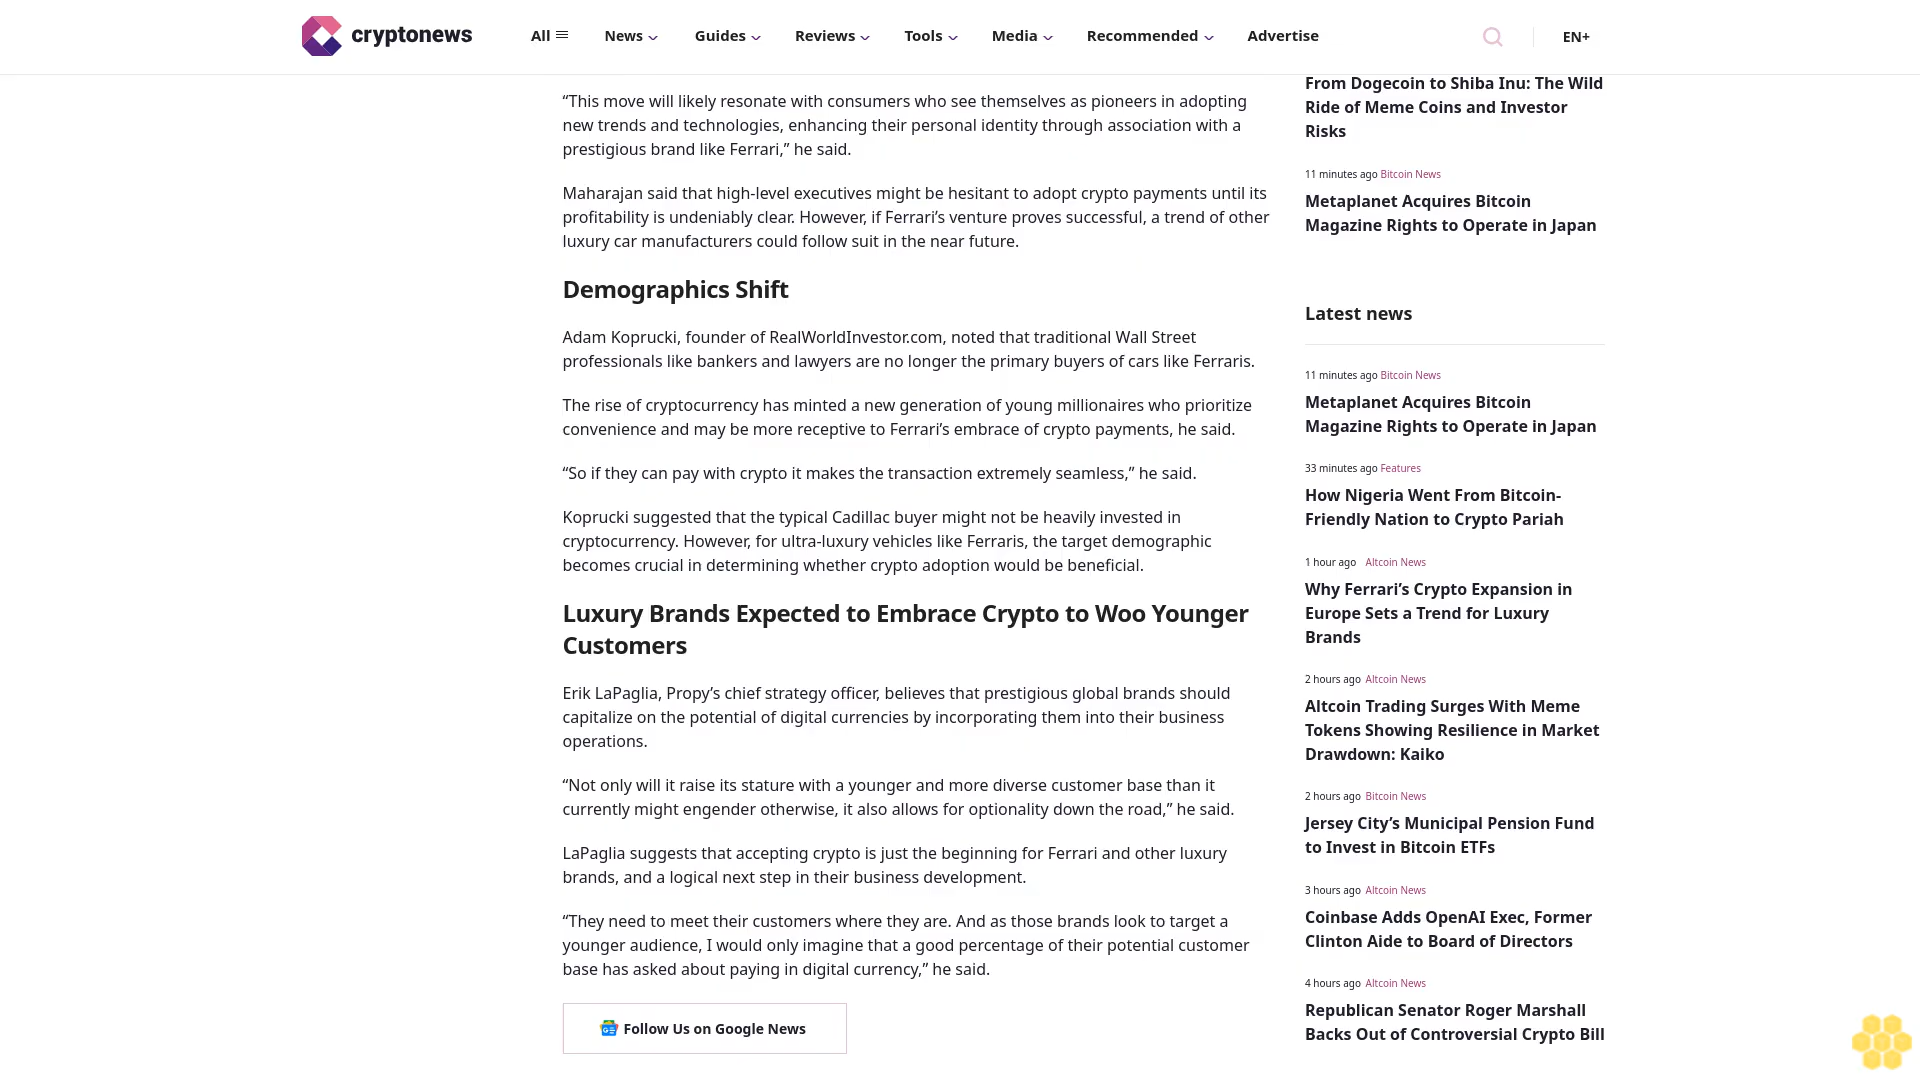 cryptonews
All
News
Guides
Reviews
Tools
Media
Recommended
Advertise
EN+
“This move will likely resonate with consumers who see themselves as pioneers in adopting
new trends and technologies, enhancing their personal identity through association with a
prestigious brand like Ferrari,” he said.
Maharajan said that high-level executives might be hesitant to adopt crypto payments until its
profitability is undeniably clear. However, if Ferrari’s venture proves successful, a trend of other
luxury car manufacturers could follow suit in the near future.
Demographics Shift
Adam Koprucki, founder of RealWorldInvestor.com, noted that traditional Wall Street
professionals like bankers and lawyers are no longer the primary buyers of cars like Ferraris.
The rise of cryptocurrency has minted a new generation of young millionaires who prioritize
convenience and may be more receptive to Ferrari’s embrace of crypto payments, he said.
“So if they can pay with crypto it makes the transaction extremely seamless,” he said.
Koprucki suggested that the typical Cadillac buyer might not be heavily invested in
cryptocurrency. However, for ultra-luxury vehicles like Ferraris, the target demographic
becomes crucial in determining whether crypto adoption would be beneficial.
Luxury Brands Expected to Embrace Crypto to Woo Younger
Customers
Erik LaPaglia, Propy’s chief strategy officer, believes that prestigious global brands should
capitalize on the potential of digital currencies by incorporating them into their business
operations.
“Not only will it raise its stature with a younger and more diverse customer base than it
currently might engender otherwise, it also allows for optionality down the road,” he said.
LaPaglia suggests that accepting crypto is just the beginning for Ferrari and other luxury
brands, and a logical next step in their business development.
“They need to meet their customers where they are. And as those brands look to target a
younger audience, I would only imagine that a good percentage of their potential customer
base has asked about paying in digital currency,” he said.
Follow Us on Google News
From Dogecoin to Shiba Inu: The Wild
Ride of Meme Coins and Investor
Risks
11 minutes ago Bitcoin News
Metaplanet Acquires Bitcoin
Magazine Rights to Operate in Japan
Latest news
11 minutes ago Bitcoin News
Metaplanet Acquires Bitcoin
Magazine Rights to Operate in Japan
33 minutes ago Features
How Nigeria Went From Bitcoin-
Friendly Nation to Crypto Pariah
1 hour ago Altcoin News
Why Ferrari’s Crypto Expansion in
Europe Sets a Trend for Luxury
Brands
2 hours ago Altcoin News
Altcoin Trading Surges With Meme
Tokens Showing Resilience in Market
Drawdown: Kaiko
2 hours ago Bitcoin News
Jersey City’s Municipal Pension Fund
to Invest in Bitcoin ETFs
3 hours ago Altcoin News
Coinbase Adds OpenAI Exec, Former
Clinton Aide to Board of Directors
4 hours ago Altcoin News
Republican Senator Roger Marshall
Backs Out of Controversial Crypto Bill